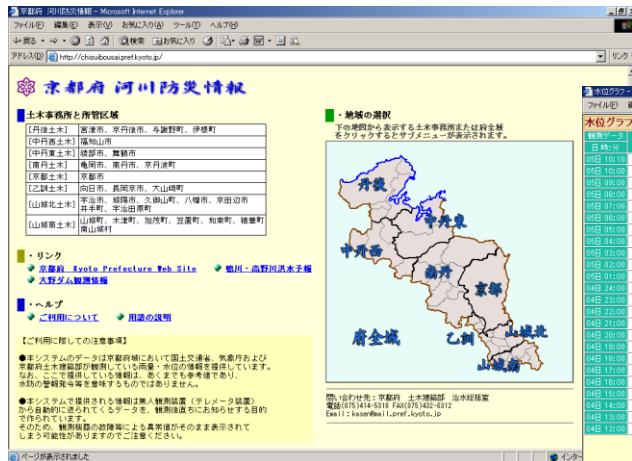 京都府 河川防災情報 - Microsoft Internet Explorer
ファイル(F) 編集(E) 表示(V) お気に入り(A) ツール(T) ヘルプ(H)
戻る 検索 お気に入り
アドレス(D) http://chisuibousai.pref.kyoto.jp/ リンク
京都府 河川防災情報
土木事務所と所管区域
[丹後土木] 宮津市、京丹後市、与謝野町、伊根町
[中丹西土木] 福知山市
[中丹東土木] 綾部市、舞鶴市
[南丹土木] 亀岡市、南丹市、京丹波町
[京都土木] 京都市
[乙訓土木] 向日市、長岡京市、大山崎町
[山城北土木] 宇治市、城陽市、久御山町、八幡市、京田辺市
井手町、宇治田原町
[山城南土木] 山城町、木津町、加茂町、笠置町、和束町、精華町
南山城村
・リンク
京都府 Kyoto Prefecture Web Site 鴨川・高野川洪水予報
大野ダム観測情報
・ヘルプ
ご利用について 用語の説明
【ご利用に際しての注意事項】
●本システムのデータは京都府域において国土交通省、気象庁および
京都府土木建築部が観測している雨量・水位の情報を提供しています。
なお、ここで提供している情報は、あくまでも参考値であり、
水防の警報発令等を意味するものではありません。
●本システムで提供される情報は無人観測装置（テレメータ装置）
から自動的に送られてくるデータを、観測後直ちにお知らせする目的
で作られています。
そのため、観測機器の故障等による異常値がそのまま表示されて
しまう可能性がありますのでご注意ください。
・地域の選択
下の地図から表示する土木事務所または府全域
をクリックするとサブメニューが表示されます。
丹後
中丹東
中丹西
南丹
京都
府全域
乙訓
山城北
山城南
問い合わせ先：京都府 土木建築部 治水総括室
電話(075)414-5318 FAX(075)432-6312
Email:kasen@mail.pref.kyoto.jp
ページが表示されました
インター
水位グラフ -
ファイル(F) 編
水位グラフ
観測データ
日 時:分
05日 10:10
05日 10:00
05日 09:00
05日 08:00
05日 07:00
05日 06:00
05日 05:00
05日 04:00
05日 03:00
05日 02:00
05日 01:00
04日 24:00
04日 23:00
04日 22:00
04日 21:00
04日 20:00
04日 19:00
04日 18:00
04日 17:00
04日 16:00
04日 15:00
04日 14:00
04日 13:00
04日 12:00